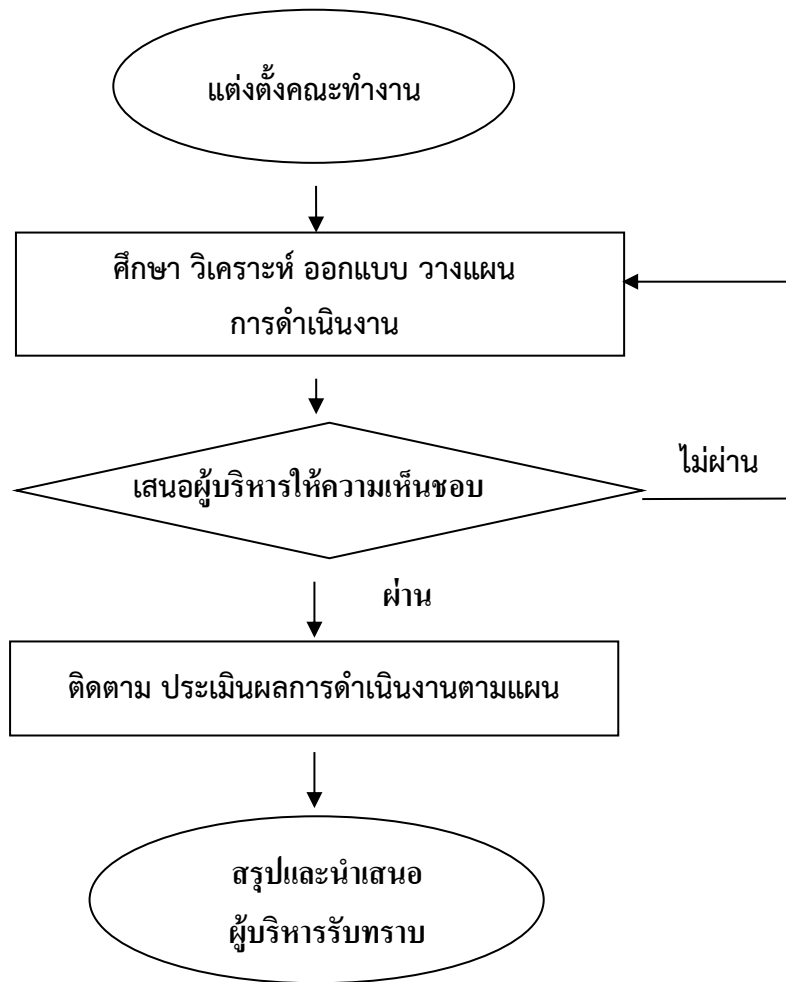 แต่งตั้งคณะทำงาน
ศึกษา วิเคราะห์ ออกแบบ วางแผน
การดำเนินงาน
เสนอผู้บริหารให้ความเห็นชอบ
ไม่ผ่าน
ผ่าน
ติดตาม ประเมินผลการดำเนินงานตามแผน
สรุปและนำเสนอ
ผู้บริหารรับทราบ